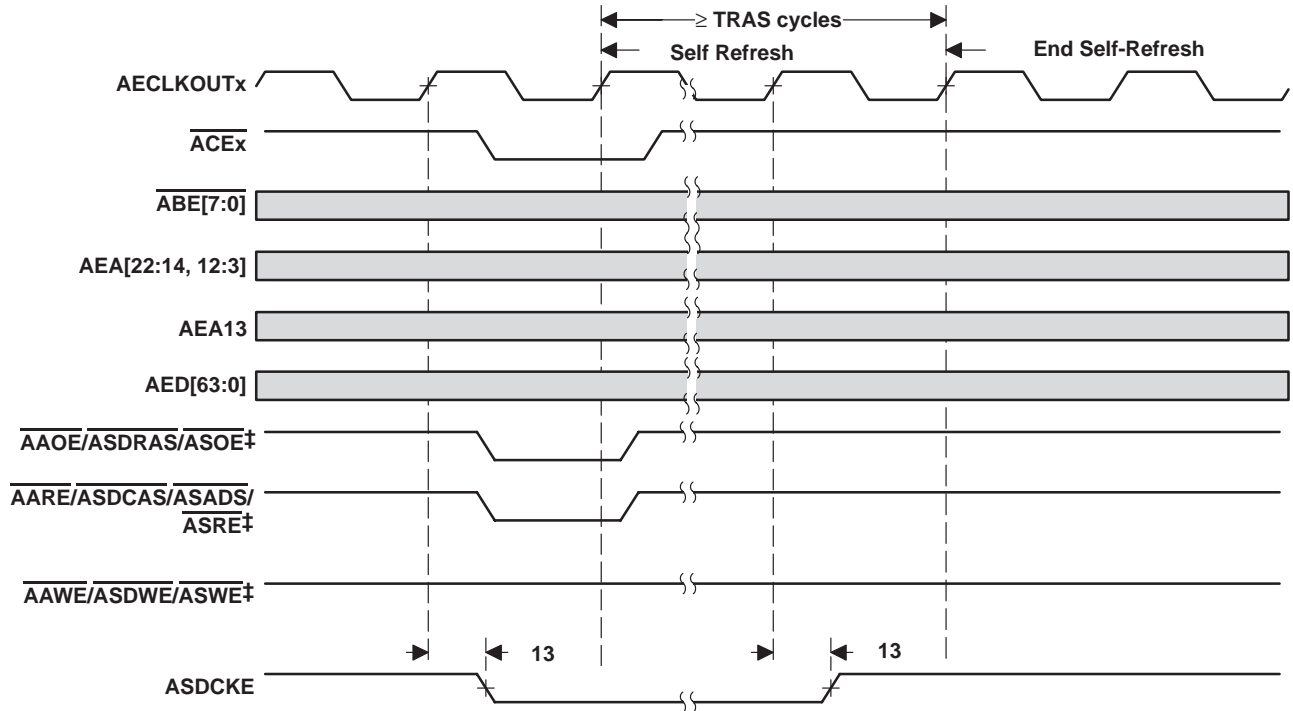 ≥ TRAS cycles
Self Refresh
End Self-Refresh
AECLKOUTx
ACEx
ABE[7:0]
AEA[22:14, 12:3]
AEA13
AED[63:0]
AAOE/ASDRAS/ASOE‡
AARE/ASDCAS/ASADS/
ASRE‡
AAWE/ASDWE/ASWE‡
13
13
ASDCKE